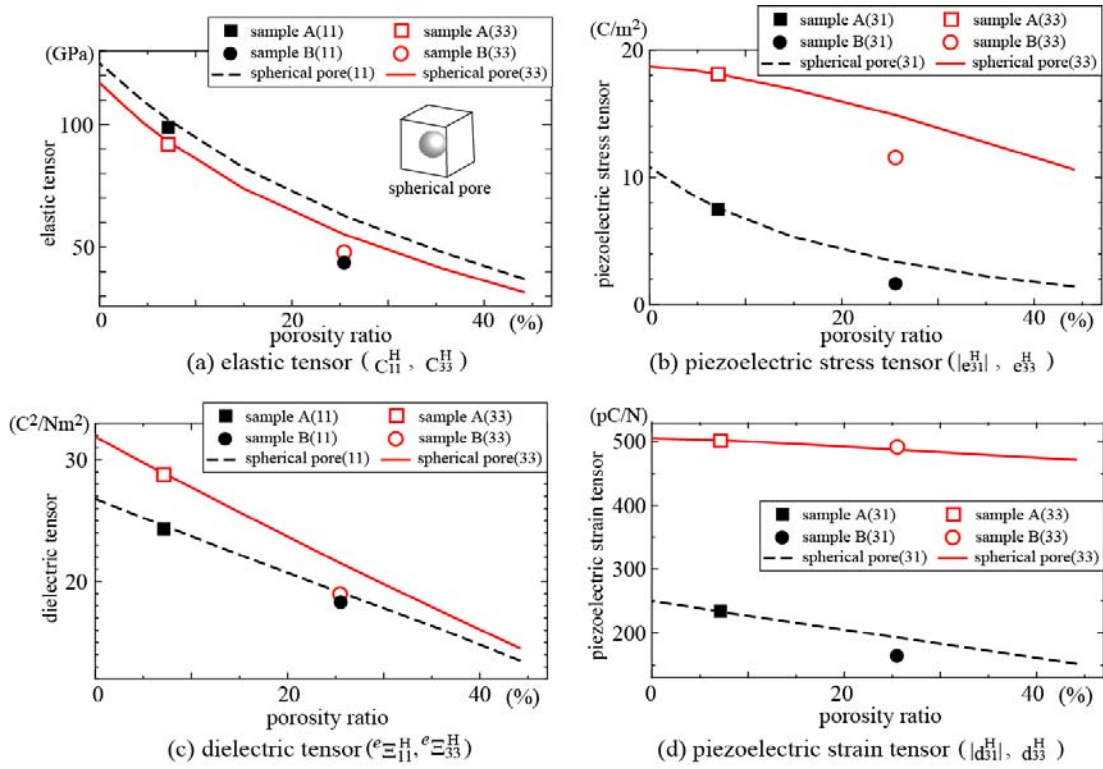 (GPa)
sample A(11)
sample A(33)
sample B(11)
sample B(33)
spherical pore(11)
spherical pore(33)
elastic tensor
100
50
spherical pore
0
20
40
(%)
porosity ratio
(a) elastic tensor ( C₁₁ᴴ , C₃₃ᴴ )
(C/m²)
sample A(31)
sample A(33)
sample B(31)
sample B(33)
spherical pore(31)
spherical pore(33)
piezoelectric stress tensor
20
10
0
0
20
40
(%)
porosity ratio
(b) piezoelectric stress tensor (|e₃₁ᴴ| , e₃₃ᴴ )
(C²/Nm²)
sample A(11)
sample A(33)
sample B(11)
sample B(33)
spherical pore(11)
spherical pore(33)
dielectric tensor
30
20
0
20
40
(%)
porosity ratio
(c) dielectric tensor (ᵉΞ₁₁ᴴ, ᵉΞ₃₃ᴴ)
(pC/N)
500
400
300
250
200
150
piezoelectric strain tensor
sample A(31)
sample A(33)
sample B(31)
sample B(33)
spherical pore(31)
spherical pore(33)
0
20
40
(%)
porosity ratio
(d) piezoelectric strain tensor (|d₃₁ᴴ|, d₃₃ᴴ )